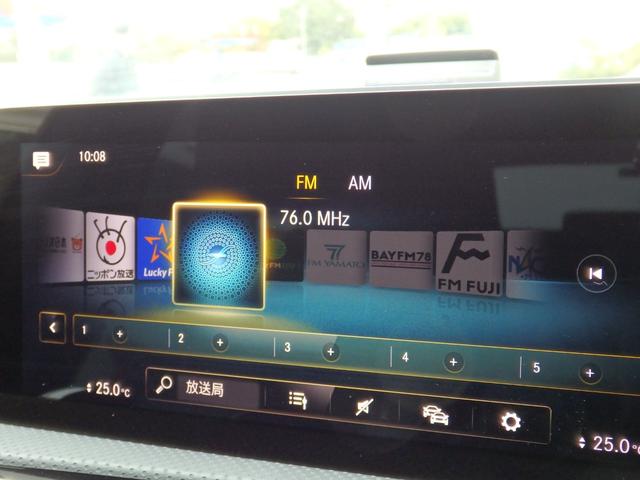 10:08
FM AM
76.0 MHz
ニッポン放送
Lucky F
FM YAMATO
BAYFM78
FM FUJI
1 2 3 4 5
25.0°C
放送局
25.0°C